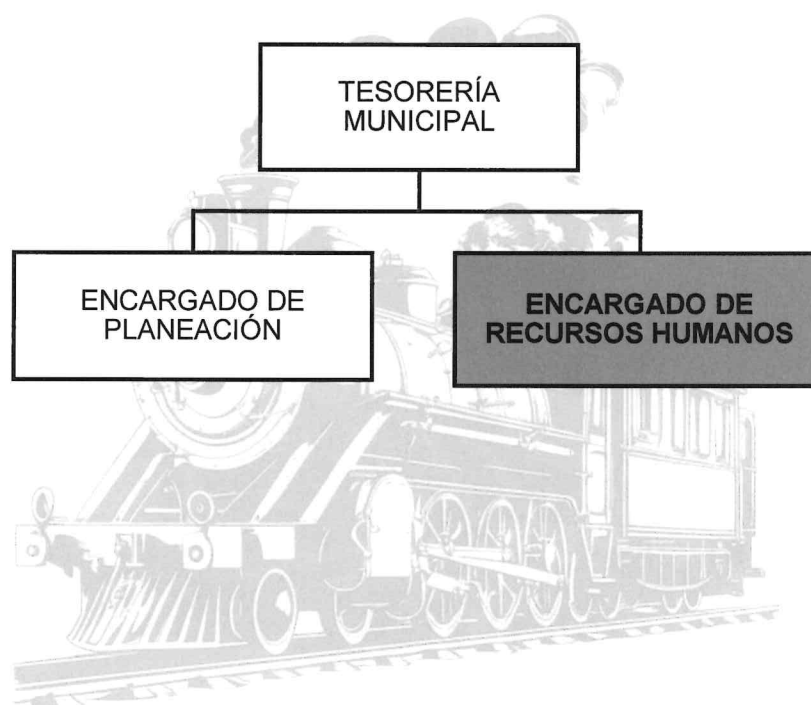 TESORERÍA
MUNICIPAL
ENCARGADO DE
PLANEACIÓN
ENCARGADO DE
RECURSOS HUMANOS